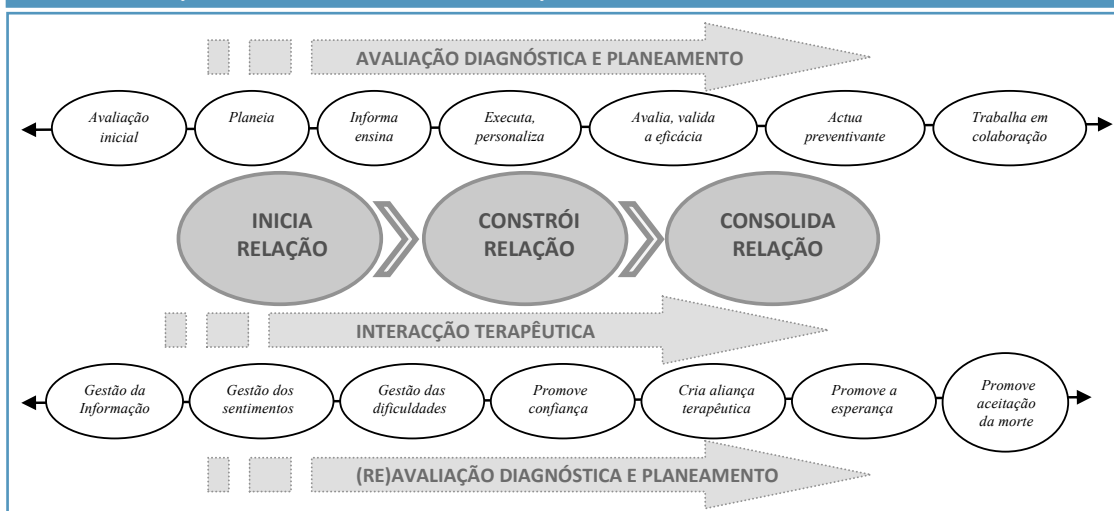 AVALIAÇÃO DIAGNÓSTICA E PLANEAMENTO
Avaliação
inicial
Planeia
Informa
ensina
Executa,
personaliza
Avalia, valida
a eficácia
Actua
preventivante
Trabalha em
colaboração
INICIA
RELAÇÃO
CONSTRÓI
RELAÇÃO
CONSOLIDA
RELAÇÃO
INTERACÇÃO TERAPÊUTICA
Gestão da
Informação
Gestão dos
sentimentos
Gestão das
dificuldades
Promove
confiança
Cria aliança
terapêutica
Promove a
esperança
Promove
aceitação
da morte
(RE)AVALIAÇÃO DIAGNÓSTICA E PLANEAMENTO